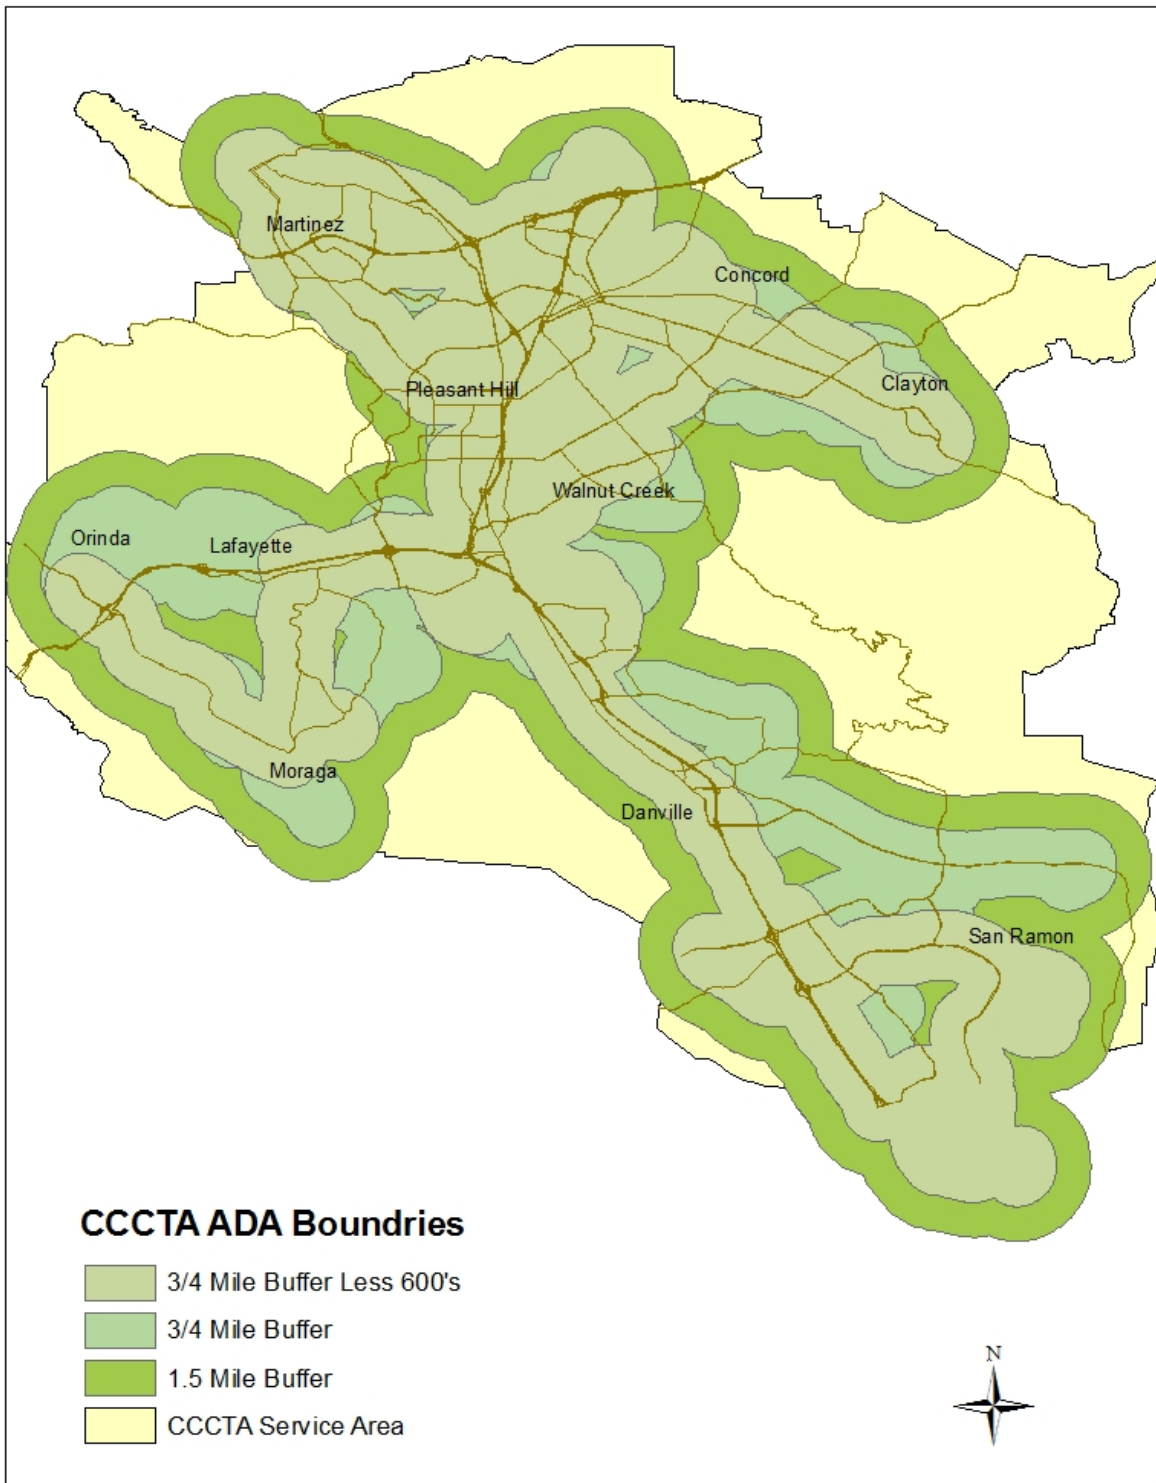 Martinez
Concord
Clayton
Pleasant Hill
Walnut Creek
Orinda
Lafayette
Moraga
Danville
San Ramon
CCCTA ADA Boundries
3/4 Mile Buffer Less 600's
3/4 Mile Buffer
1.5 Mile Buffer
CCCTA Service Area
N